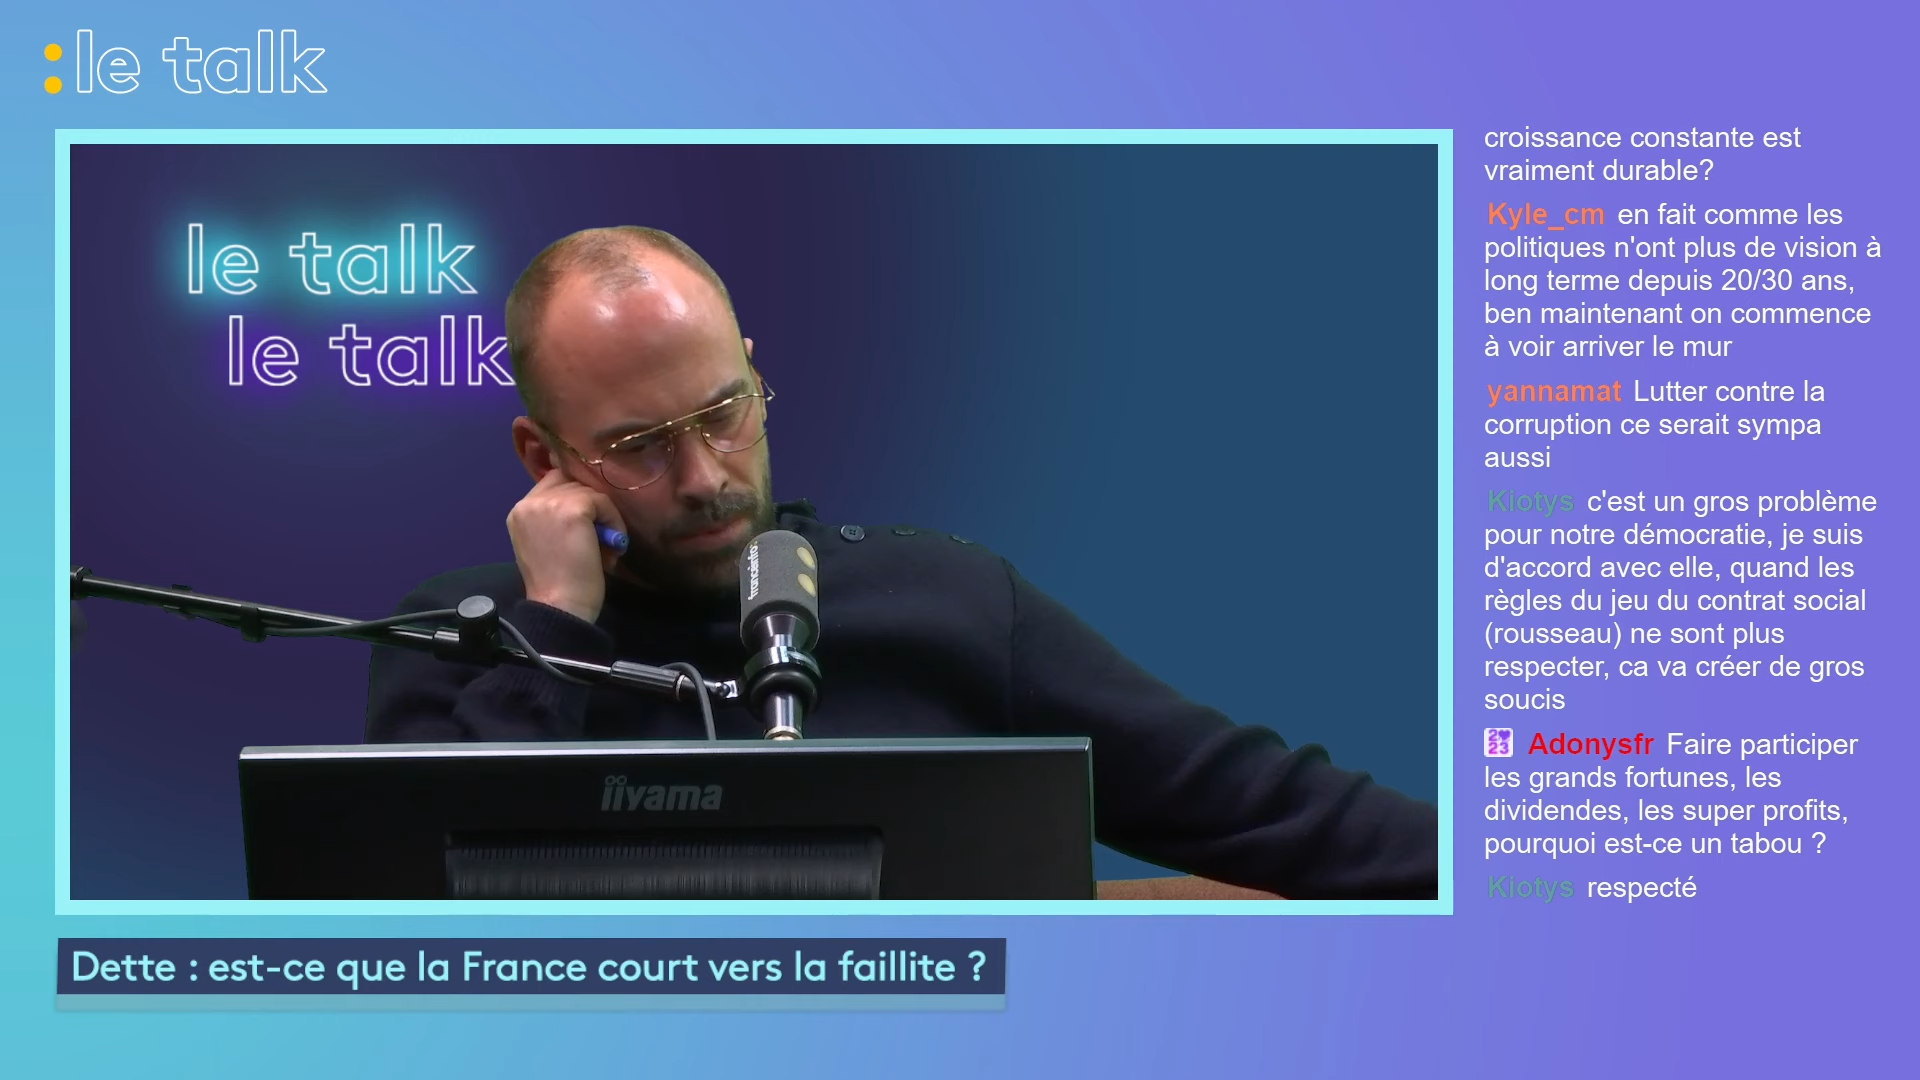 :le talk
le talk
le talk
franceinfo:
iiyama
Dette : est-ce que la France court vers la faillite ?
croissance constante est
vraiment durable?
Kyle_cm en fait comme les
politiques n'ont plus de vision à
long terme depuis 20/30 ans,
ben maintenant on commence
à voir arriver le mur
yannamat Lutter contre la
corruption ce serait sympa
aussi
Kiotys c'est un gros problème
pour notre démocratie, je suis
d'accord avec elle, quand les
règles du jeu du contrat social
(rousseau) ne sont plus
respecter, ca va créer de gros
soucis
Adonysfr Faire participer
les grands fortunes, les
dividendes, les super profits,
pourquoi est-ce un tabou ?
Kiotys respecté